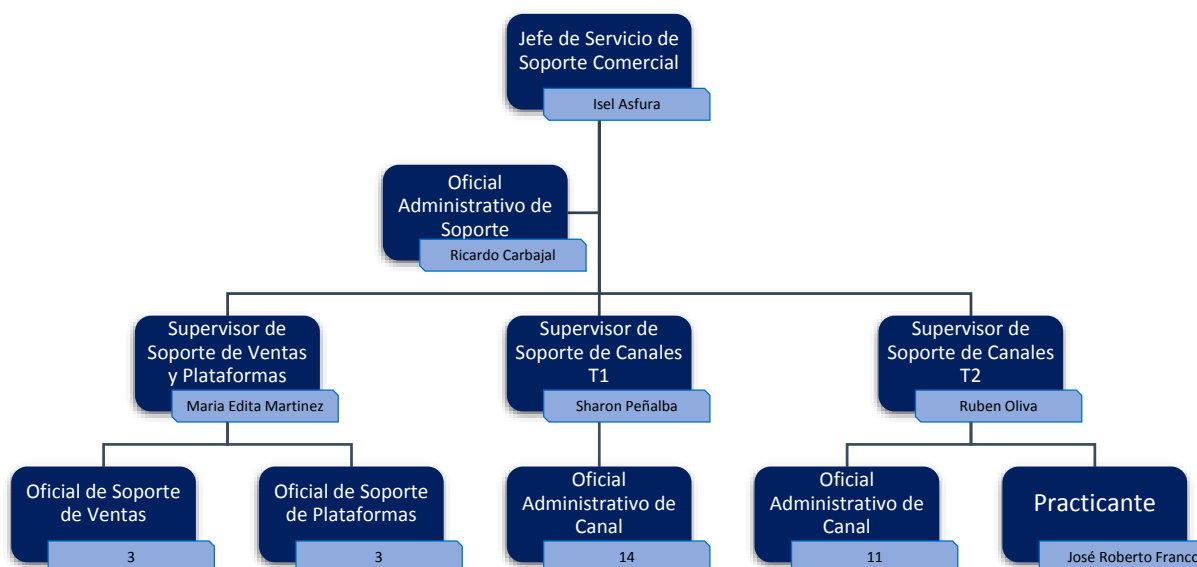 Jefe de Servicio de
Soporte Comercial
Isel Asfura
Oficial
Administrativo de
Soporte
Ricardo Carbajal
Supervisor de
Soporte de Ventas
y Plataformas
Maria Edita Martinez
Supervisor de
Soporte de Canales
T1
Sharon Peñalba
Supervisor de
Soporte de Canales
T2
Ruben Oliva
Oficial de Soporte
de Ventas
3
Oficial de Soporte
de Plataformas
3
Oficial
Administrativo de
Canal
14
Oficial
Administrativo de
Canal
11
Practicante
José Roberto Franco